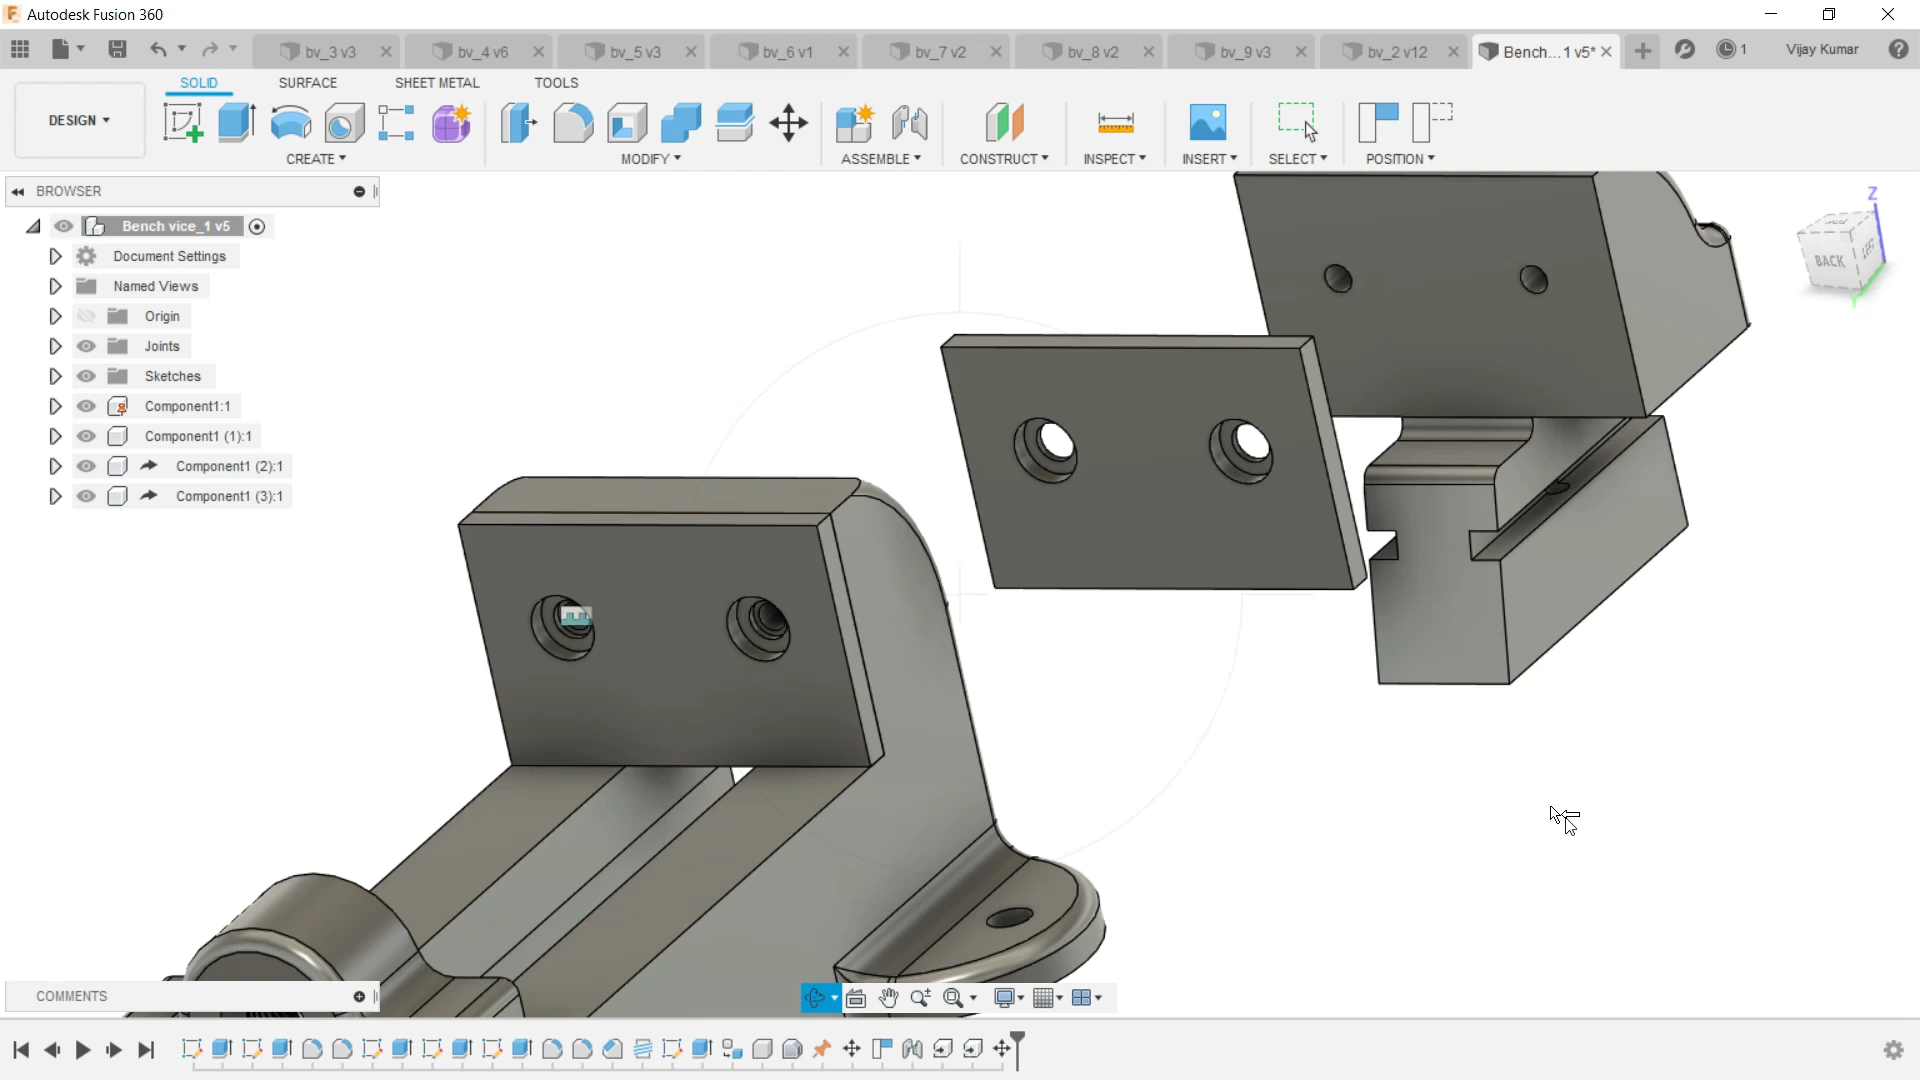 Autodesk Fusion 360
1
bv_3 v3
bv_4 v6
bv_5 v3
bv_6 v1
bv_7 v2
bv_8 v2
bv_9 v3
bv_2 v12
Bench...1 v5*
Vijay Kumar
SOLID
SURFACE
SHEET METAL
TOOLS
DESIGN
CREATE
MODIFY
ASSEMBLE
CONSTRUCT
INSPECT
INSERT
SELECT
POSITION
BROWSER
Bench vice_1 v5
Document Settings
Named Views
Origin
Joints
Sketches
Component1:1
Component1 (1):1
Component1 (2):1
Component1 (3):1
Z
BACK
LEFT
Y
COMMENTS